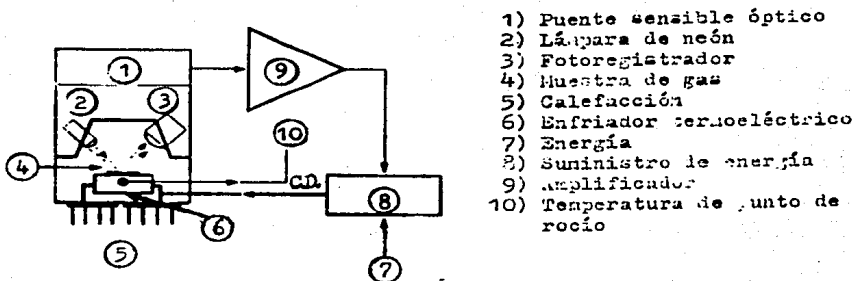 1
2
3
9
10
4
C.D.
8
6
5
7
1) Puente sensible óptico
2) Lámpara de neón
3) Fotoregistrador
4) Muestra de gas
5) Calefacción
6) Enfriador termoeléctrico
7) Energía
8) Suministro de energía
9) Amplificador
10) Temperatura de punto de
rocío